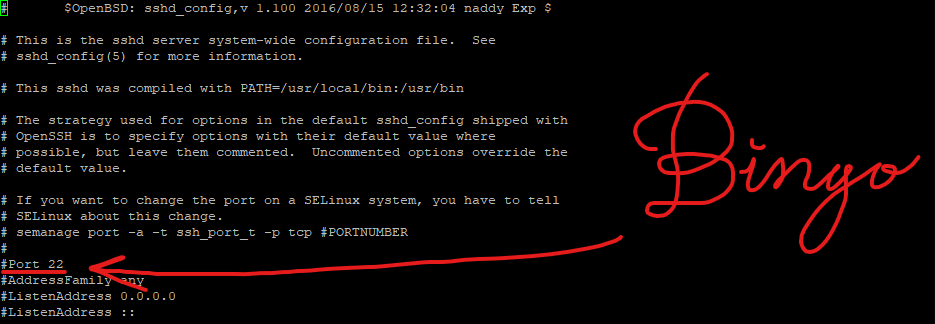 #       $OpenBSD: sshd_config,v 1.100 2016/08/15 12:32:04 naddy Exp $
# This is the sshd server system-wide configuration file.  See
# sshd_config(5) for more information.
# This sshd was compiled with PATH=/usr/local/bin:/usr/bin
# The strategy used for options in the default sshd_config shipped with
# OpenSSH is to specify options with their default value where
# possible, but leave them commented.  Uncommented options override the
# default value.
Bingo
# If you want to change the port on a SELinux system, you have to tell
# SELinux about this change.
# semanage port -a -t ssh_port_t -p tcp #PORTNUMBER
#
#Port 22
#AddressFamily any
#ListenAddress 0.0.0.0
#ListenAddress ::